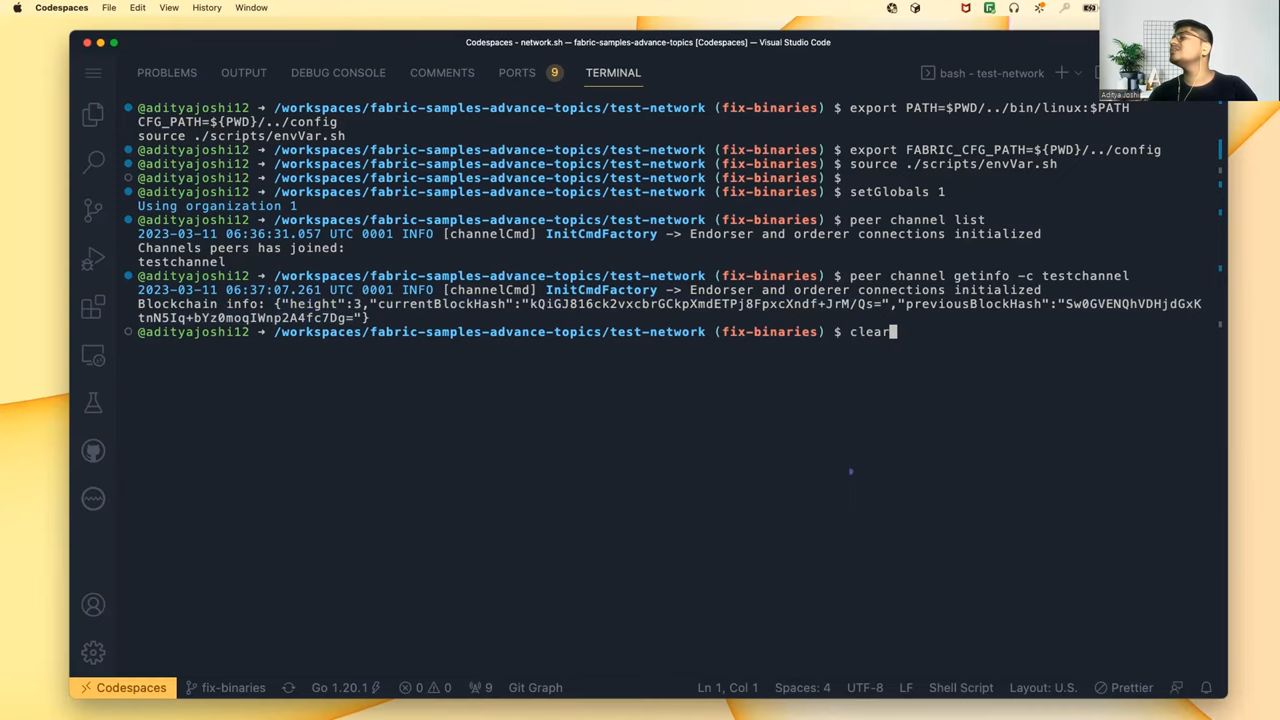 Codespaces File Edit View History Window
Codespaces - network.sh — fabric-samples-advance-topics [Codespaces] — Visual Studio Code
PROBLEMS OUTPUT DEBUG CONSOLE COMMENTS PORTS 9 TERMINAL bash - test-network
@adityajoshi12 → /workspaces/fabric-samples-advance-topics/test-network (fix-binaries) $ export PATH=$PWD/../bin/linux:$PATH
CFG_PATH=${PWD}/../config
source ./scripts/envVar.sh
@adityajoshi12 → /workspaces/fabric-samples-advance-topics/test-network (fix-binaries) $ export FABRIC_CFG_PATH=${PWD}/../config
@adityajoshi12 → /workspaces/fabric-samples-advance-topics/test-network (fix-binaries) $ source ./scripts/envVar.sh
@adityajoshi12 → /workspaces/fabric-samples-advance-topics/test-network (fix-binaries) $
@adityajoshi12 → /workspaces/fabric-samples-advance-topics/test-network (fix-binaries) $ setGlobals 1
Using organization 1
@adityajoshi12 → /workspaces/fabric-samples-advance-topics/test-network (fix-binaries) $ peer channel list
2023-03-11 06:36:31.057 UTC 0001 INFO [channelCmd] InitCmdFactory -> Endorser and orderer connections initialized
Channels peers has joined:
testchannel
@adityajoshi12 → /workspaces/fabric-samples-advance-topics/test-network (fix-binaries) $ peer channel getinfo -c testchannel
2023-03-11 06:37:07.261 UTC 0001 INFO [channelCmd] InitCmdFactory -> Endorser and orderer connections initialized
Blockchain info: {"height":3,"currentBlockHash":"kQiGJ816ck2vxcbrGCkpXmdETPj8FpxcXndf+JrM/Qs=","previousBlockHash":"Sw0GVENQhVDHjdGxK
tnN5Iq+bYz0moqIWnp2A4fc7Dg="}
@adityajoshi12 → /workspaces/fabric-samples-advance-topics/test-network (fix-binaries) $ clear
Codespaces fix-binaries Go 1.20.1 0 0 9 Git Graph Ln 1, Col 1 Spaces: 4 UTF-8 LF Shell Script Layout: U.S. Prettier